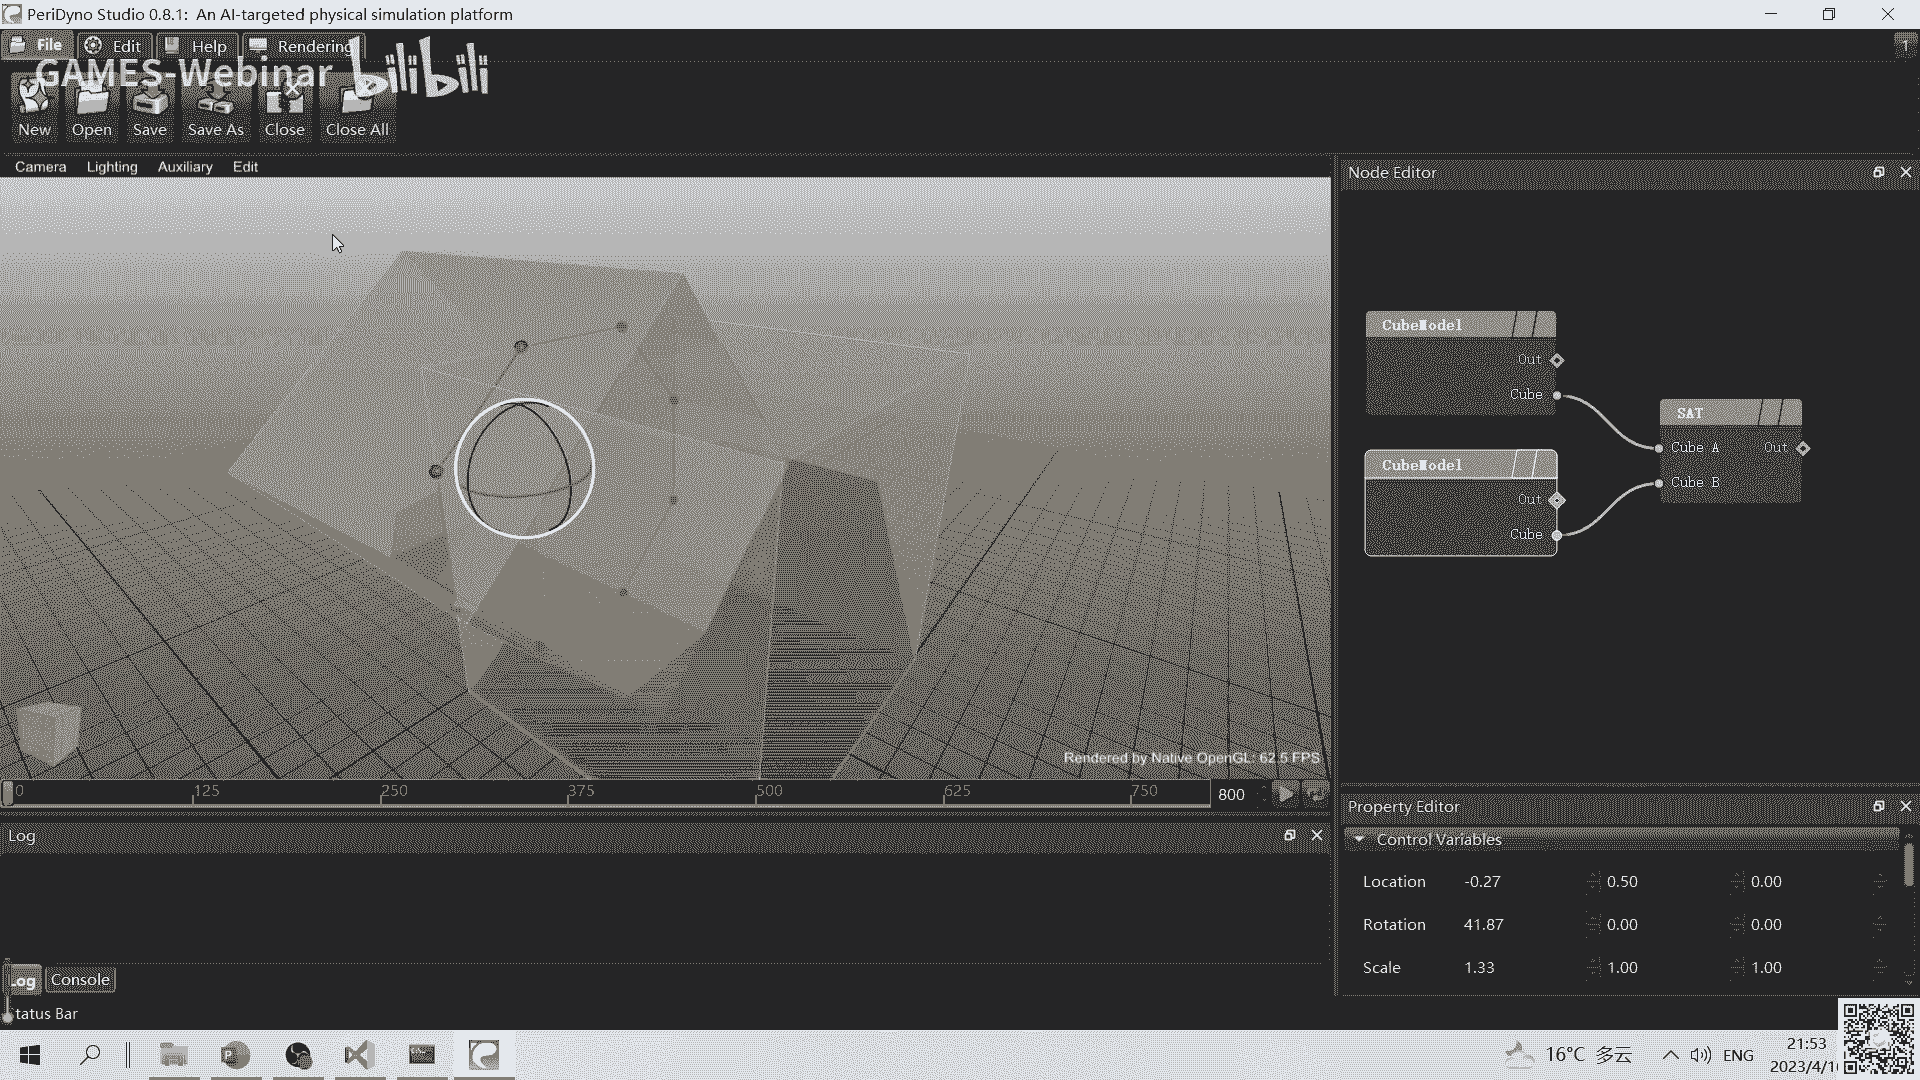 PeriDyno Studio 0.8.1: An AI-targeted physical simulation platform
File Edit Help Rendering
1
GAMES-Webinar bilibili
New Open Save Save As Close Close All
Camera Lighting Auxiliary Edit
Node Editor
CubeModel
Out
Cube
SAT
Cube A Out
Cube B
CubeModel
Out
Cube
Rendered by Native OpenGL: 62.5 FPS
0 125 250 375 500 625 750 800
Log
Property Editor
Control Variables
Location -0.27 0.50 0.00
Rotation 41.87 0.00 0.00
Scale 1.33 1.00 1.00
og Console
tatus Bar
16°C 多云 ENG
21:53
2023/4/1